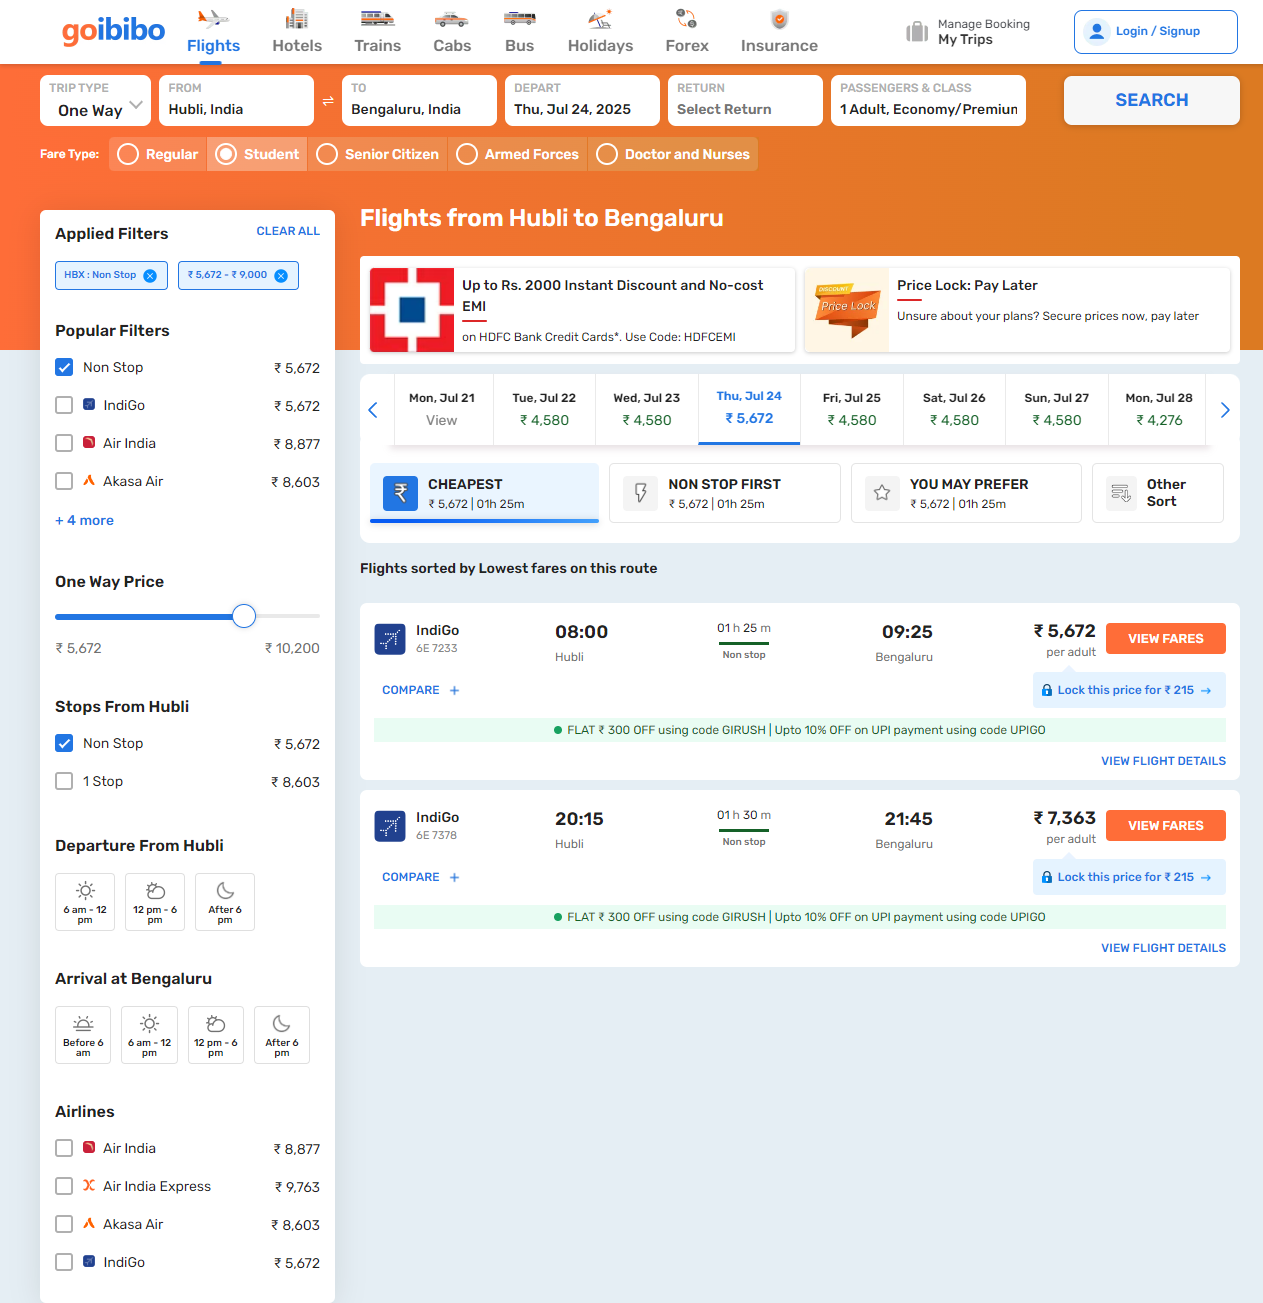 goibibo
Flights
Hotels
Trains
Cabs
Bus
Holidays
Forex
Insurance
Manage Booking
My Trips
Login / Signup
TRIP TYPE
One Way
FROM
Hubli, India
TO
Bengaluru, India
DEPART
Thu, Jul 24, 2025
RETURN
Select Return
PASSENGERS & CLASS
1 Adult, Economy/Premiun
SEARCH
Fare Type:
Regular
Student
Senior Citizen
Armed Forces
Doctor and Nurses
Applied Filters
CLEAR ALL
HBX : Non Stop
₹ 5,672 - ₹ 9,000
Popular Filters
Non Stop ₹ 5,672
IndiGo ₹ 5,672
Air India ₹ 8,877
Akasa Air ₹ 8,603
+ 4 more
One Way Price
₹ 5,672 ₹ 10,200
Stops From Hubli
Non Stop ₹ 5,672
1 Stop ₹ 8,603
Departure From Hubli
6 am - 12 pm
12 pm - 6 pm
After 6 pm
Arrival at Bengaluru
Before 6 am
6 am - 12 pm
12 pm - 6 pm
After 6 pm
Airlines
Air India ₹ 8,877
Air India Express ₹ 9,763
Akasa Air ₹ 8,603
IndiGo ₹ 5,672
Flights from Hubli to Bengaluru
Up to Rs. 2000 Instant Discount and No-cost
EMI
on HDFC Bank Credit Cards*. Use Code: HDFCEMI
DISCOUNT
Price Lock
Price Lock: Pay Later
Unsure about your plans? Secure prices now, pay later
Mon, Jul 21
View
Tue, Jul 22
₹ 4,580
Wed, Jul 23
₹ 4,580
Thu, Jul 24
₹ 5,672
Fri, Jul 25
₹ 4,580
Sat, Jul 26
₹ 4,580
Sun, Jul 27
₹ 4,580
Mon, Jul 28
₹ 4,276
CHEAPEST
₹ 5,672 | 01h 25m
NON STOP FIRST
₹ 5,672 | 01h 25m
YOU MAY PREFER
₹ 5,672 | 01h 25m
Other
Sort
Flights sorted by Lowest fares on this route
IndiGo
6E 7233
08:00
Hubli
01 h 25 m
Non stop
09:25
Bengaluru
₹ 5,672
per adult
VIEW FARES
COMPARE +
Lock this price for ₹ 215 →
FLAT ₹ 300 OFF using code GIRUSH | Upto 10% OFF on UPI payment using code UPIGO
VIEW FLIGHT DETAILS
IndiGo
6E 7378
20:15
Hubli
01 h 30 m
Non stop
21:45
Bengaluru
₹ 7,363
per adult
VIEW FARES
COMPARE +
Lock this price for ₹ 215 →
FLAT ₹ 300 OFF using code GIRUSH | Upto 10% OFF on UPI payment using code UPIGO
VIEW FLIGHT DETAILS